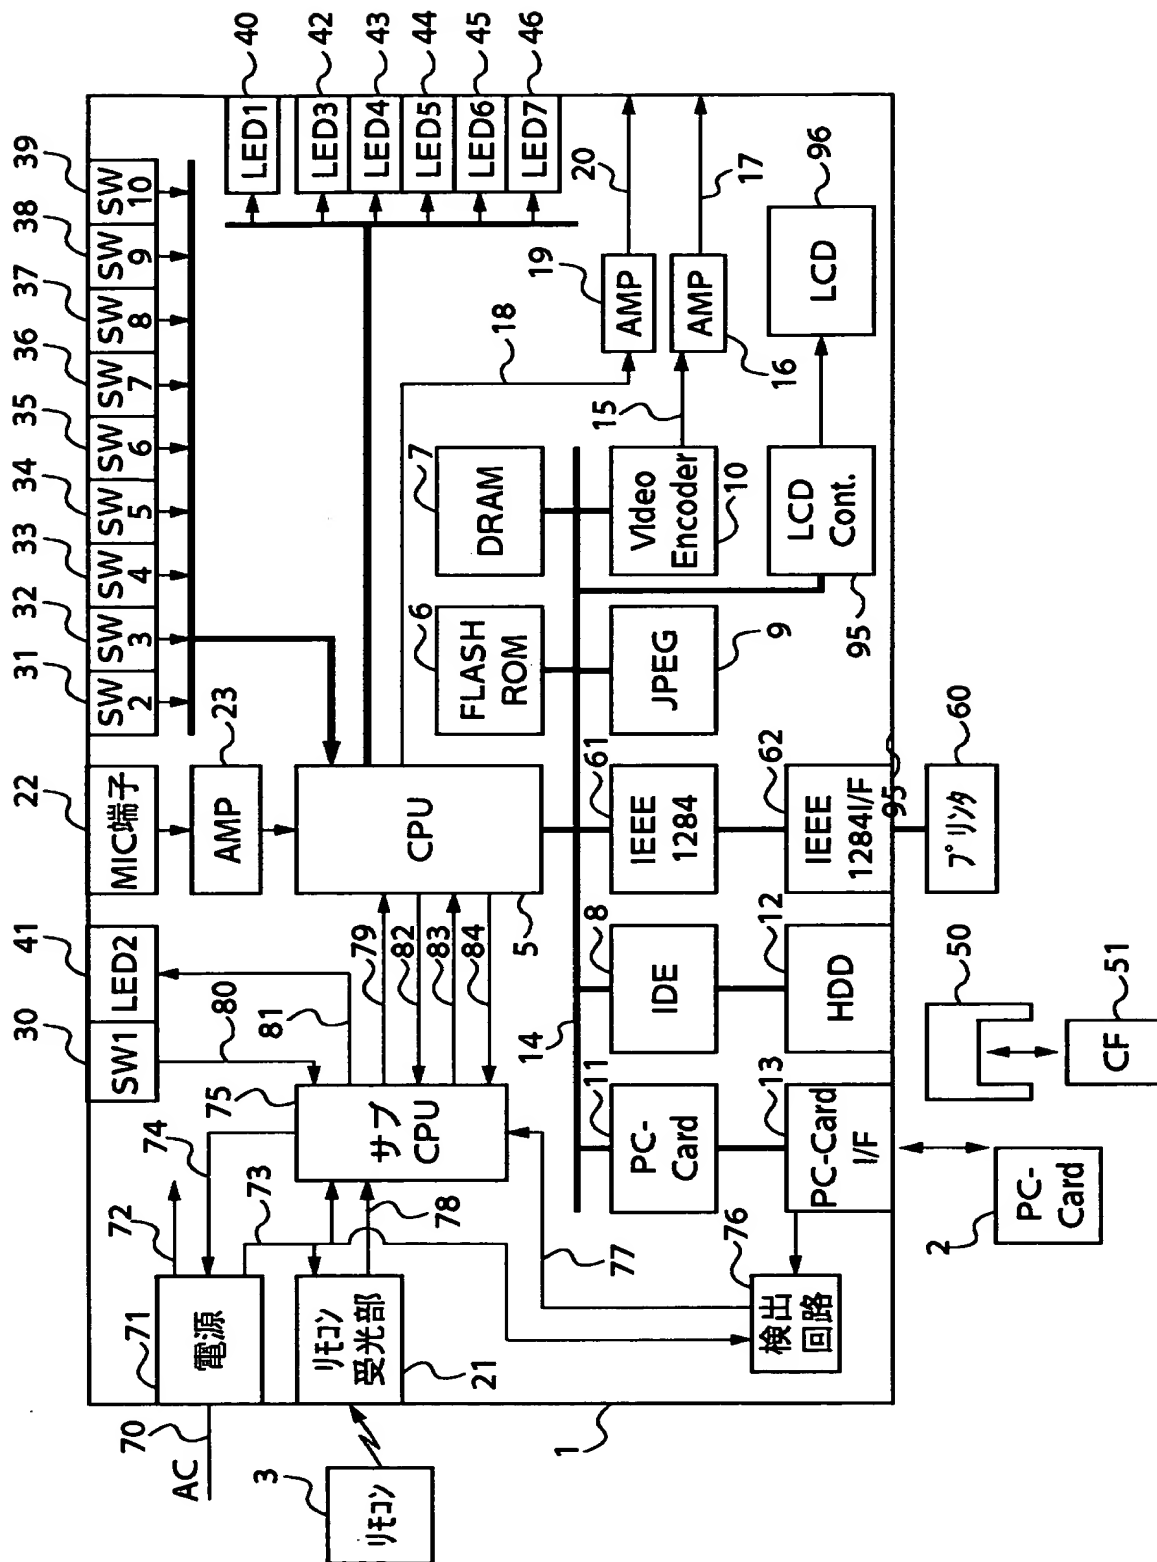 AC
70
電源
71
72
74
73
リモコン
3
リモコン
受光部
21
78
サブ
CPU
75
SW1
30
LED2
41
80
81
79
82
83
84
MIC端子
22
AMP
23
CPU
5
SW
2
31
SW
3
32
SW
4
33
SW
5
34
SW
6
35
SW
7
36
SW
8
37
SW
9
38
SW
10
39
LED1
40
LED3
42
LED4
43
LED5
44
LED6
45
LED7
46
18
AMP
19
20
AMP
16
17
15
FLASH
ROM
6
DRAM
7
14
PC-
Card
11
IDE
8
IEEE
1284
61
JPEG
9
Video
Encoder
10
LCD
Cont.
95
LCD
96
検出
回路
76
77
PC-Card
I/F
13
HDD
12
IEEE
1284I/F
62
95
1
PC-
Card
2
50
CF
51
プリンタ
60